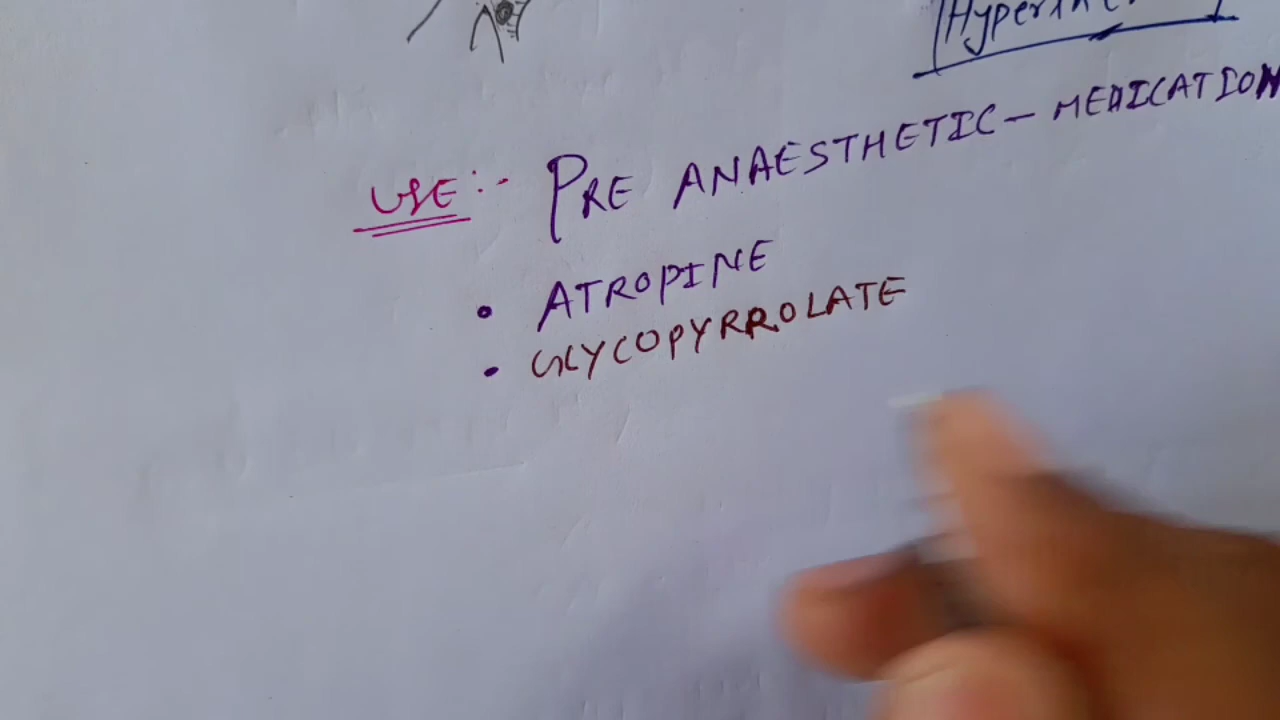 USE:- PRE ANAESTHETIC-MEDICATION
• ATROPINE
• GLYCOPYRROLATE